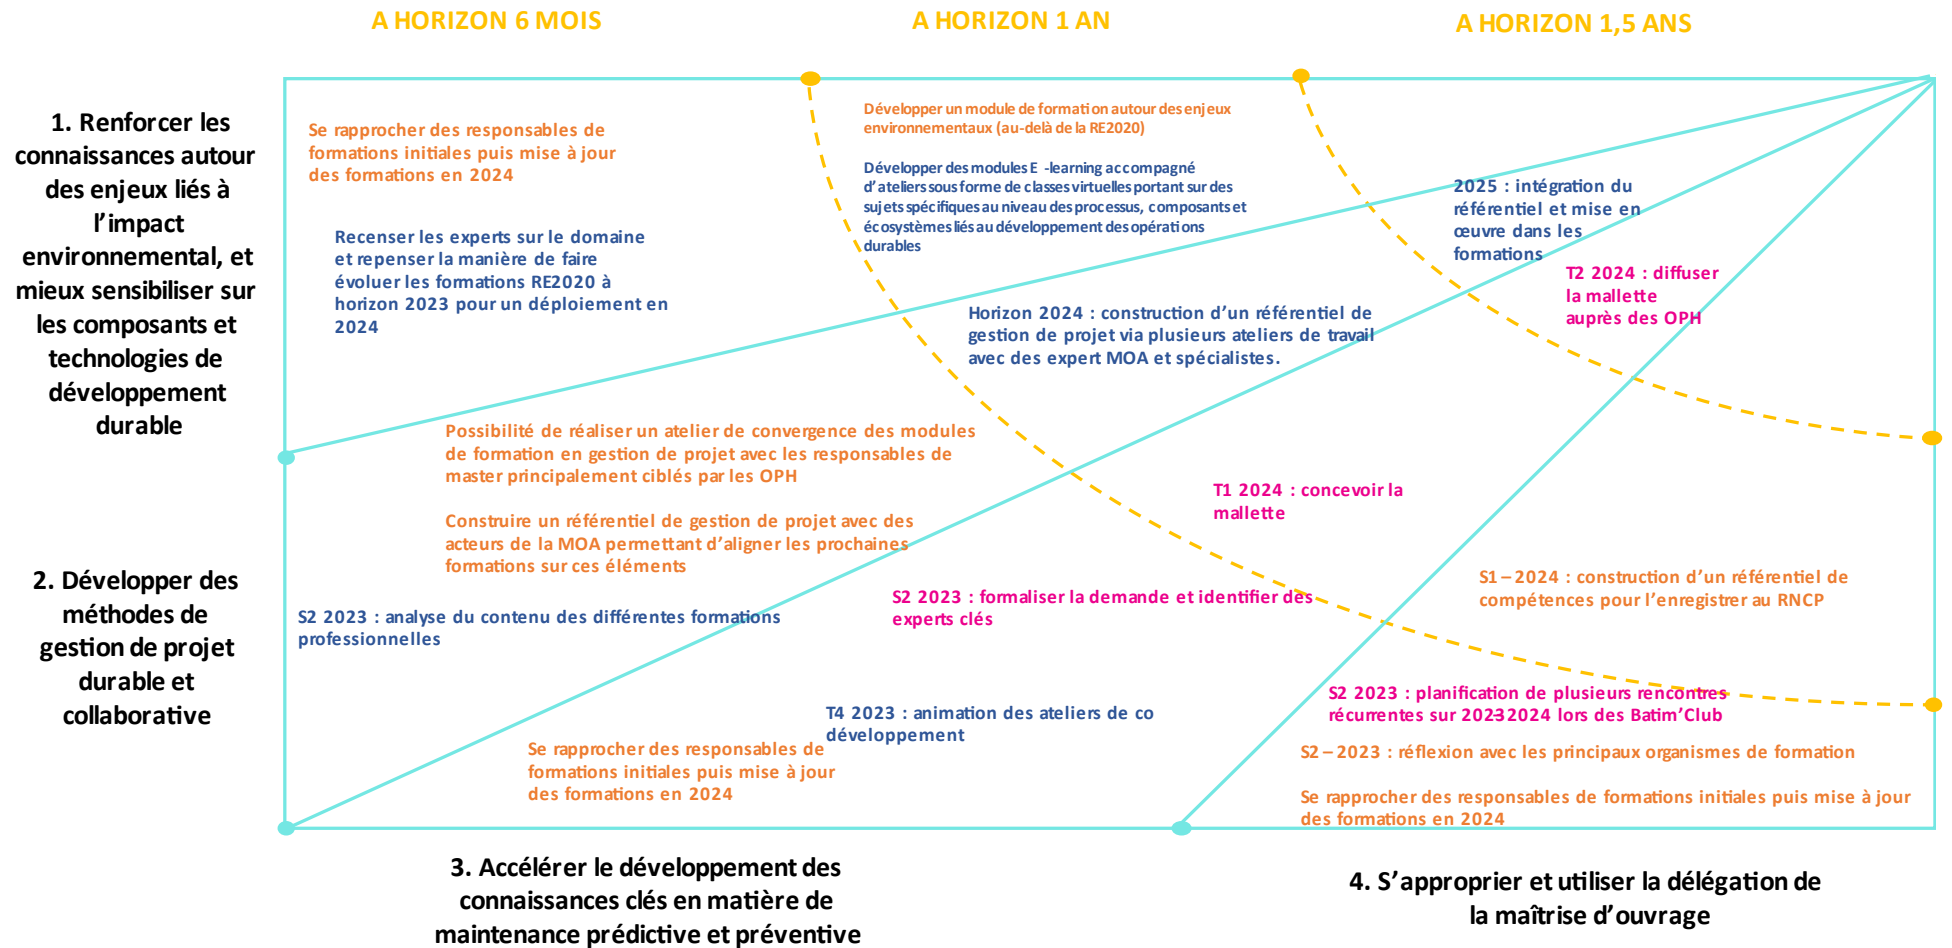 A HORIZON 6 MOIS
A HORIZON 1 AN
A HORIZON 1,5 ANS
1. Renforcer les
connaissances autour
des enjeux liés à
l’impact
environnemental, et
mieux sensibiliser sur
les composants et
technologies de
développement
durable
Se rapprocher des responsables de
formations initiales puis mise à jour
des formations en 2024
Recenser les experts sur le domaine
et repenser la manière de faire
évoluer les formations RE2020 à
horizon 2023 pour un déploiement en
2024
Développer un module de formation autour des enjeux
environnementaux (au-delà de la RE2020)
Développer des modules E -learning accompagné
d’ateliers sous forme de classes virtuelles portant sur des
sujets spécifiques au niveau des processus, composants et
écosystèmes liés au développement des opérations
durables
2025 : intégration du
référentiel et mise en
œuvre dans les
formations
T2 2024 : diffuser
la mallette
auprès des OPH
Horizon 2024 : construction d’un référentiel de
gestion de projet via plusieurs ateliers de travail
avec des expert MOA et spécialistes.
Possibilité de réaliser un atelier de convergence des modules
de formation en gestion de projet avec les responsables de
master principalement ciblés par les OPH
Construire un référentiel de gestion de projet avec des
acteurs de la MOA permettant d’aligner les prochaines
formations sur ces éléments
T1 2024 : concevoir la
mallette
2. Développer des
méthodes de
gestion de projet
durable et
collaborative
S2 2023 : analyse du contenu des différentes formations
professionnelles
S2 2023 : formaliser la demande et identifier des
experts clés
S1 – 2024 : construction d’un référentiel de
compétences pour l’enregistrer au RNCP
T4 2023 : animation des ateliers de co
développement
Se rapprocher des responsables de
formations initiales puis mise à jour
des formations en 2024
S2 2023 : planification de plusieurs rencontres
récurrentes sur 2023-2024 lors des Batim’Club
S2 – 2023 : réflexion avec les principaux organismes de formation
Se rapprocher des responsables de formations initiales puis mise à jour
des formations en 2024
3. Accélérer le développement des
connaissances clés en matière de
maintenance prédictive et préventive
4. S’approprier et utiliser la délégation de
la maîtrise d’ouvrage